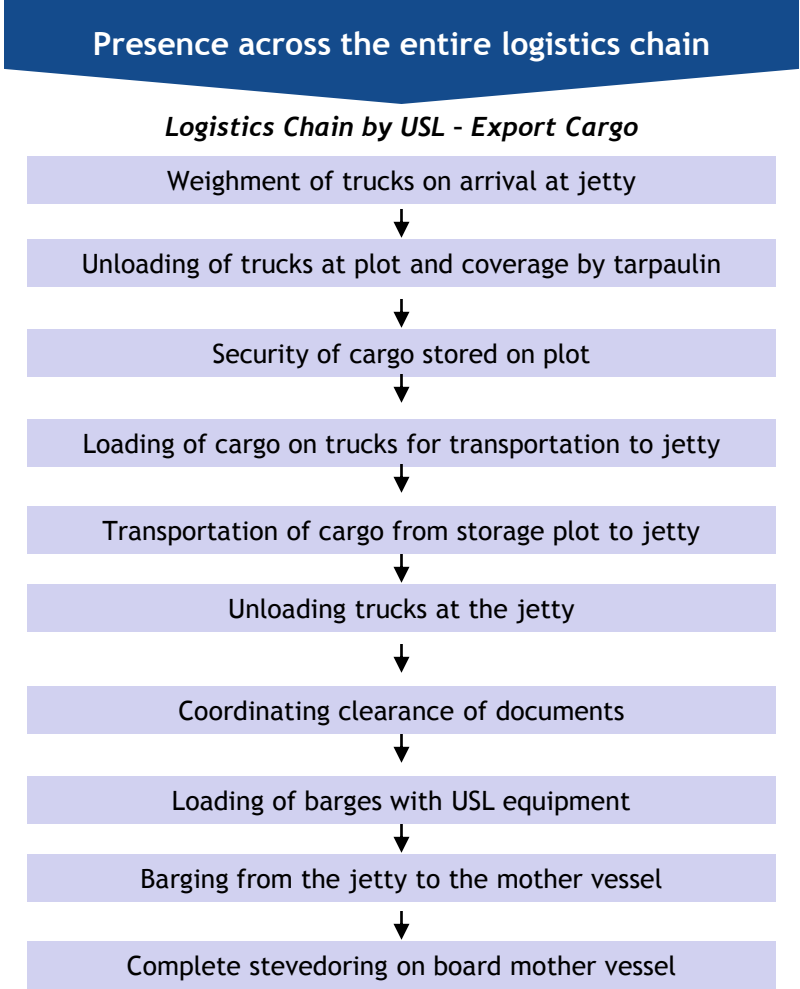 Presence across the entire logistics chain
Logistics Chain by USL – Export Cargo
Weighment of trucks on arrival at jetty
Unloading of trucks at plot and coverage by tarpaulin
Security of cargo stored on plot
Loading of cargo on trucks for transportation to jetty
Transportation of cargo from storage plot to jetty
Unloading trucks at the jetty
Coordinating clearance of documents
Loading of barges with USL equipment
Barging from the jetty to the mother vessel
Complete stevedoring on board mother vessel